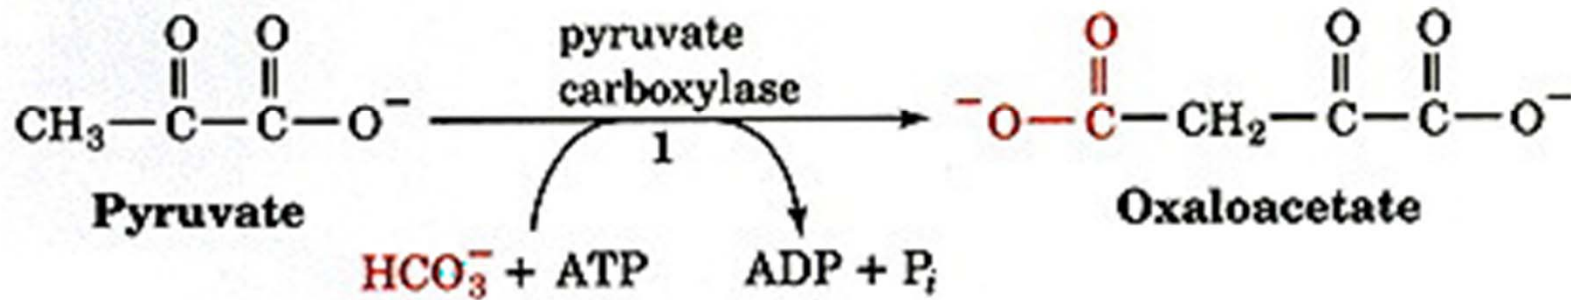 O O pyruvate carboxylase O O O
CH₃—C—C—O⁻ 1 ⁻O—C—CH₂—C—C—O⁻
Pyruvate Oxaloacetate
HCO₃⁻ + ATP ADP + Pᵢ